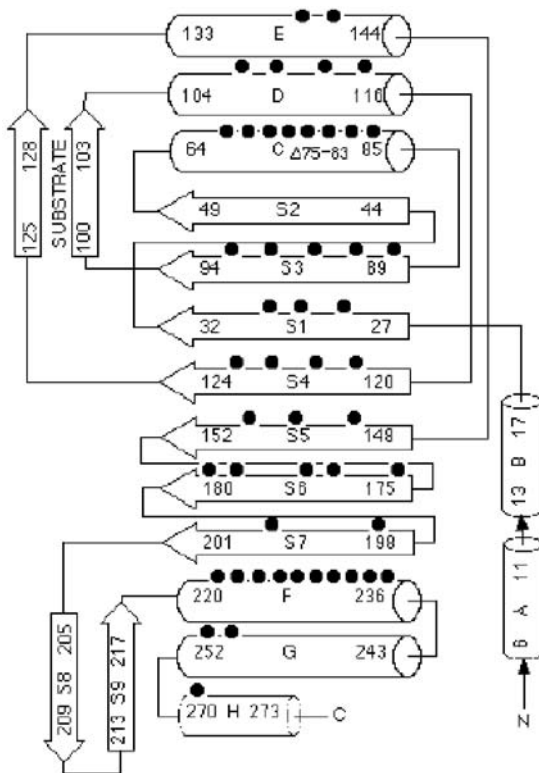 133 E 144
104 D 116
64 C Δ75-83 85
49 S2 44
94 S3 89
32 S1 27
124 S4 120
152 S5 148
180 S6 175
201 S7 198
220 F 236
252 G 243
270 H 273 C
125 128
SUBSTRATE
100 103
209 S8 205
213 S9 217
13 B 17
6 A 11
N